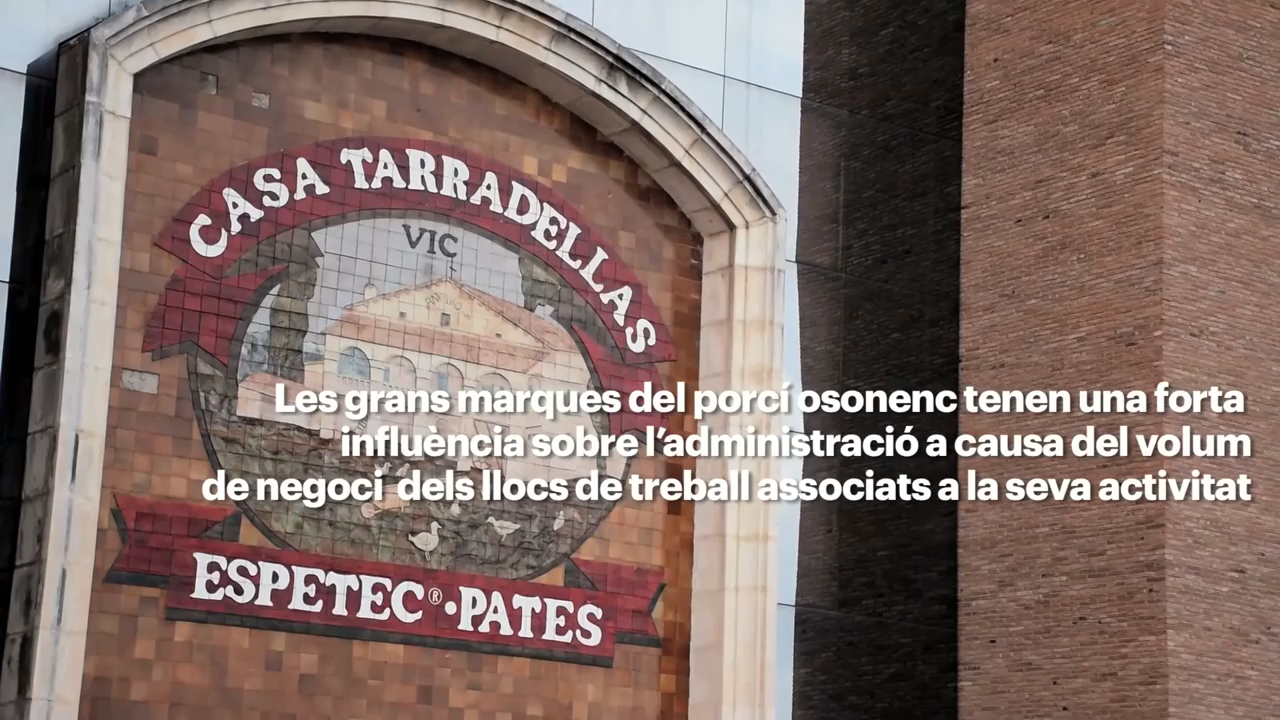 CASA TARRADELLAS
VIC
Les grans marques del porcí osonenc tenen una forta
influència sobre l’administració a causa del volum
de negoci  dels llocs de treball associats a la seva activitat
ESPETEC®·PATES